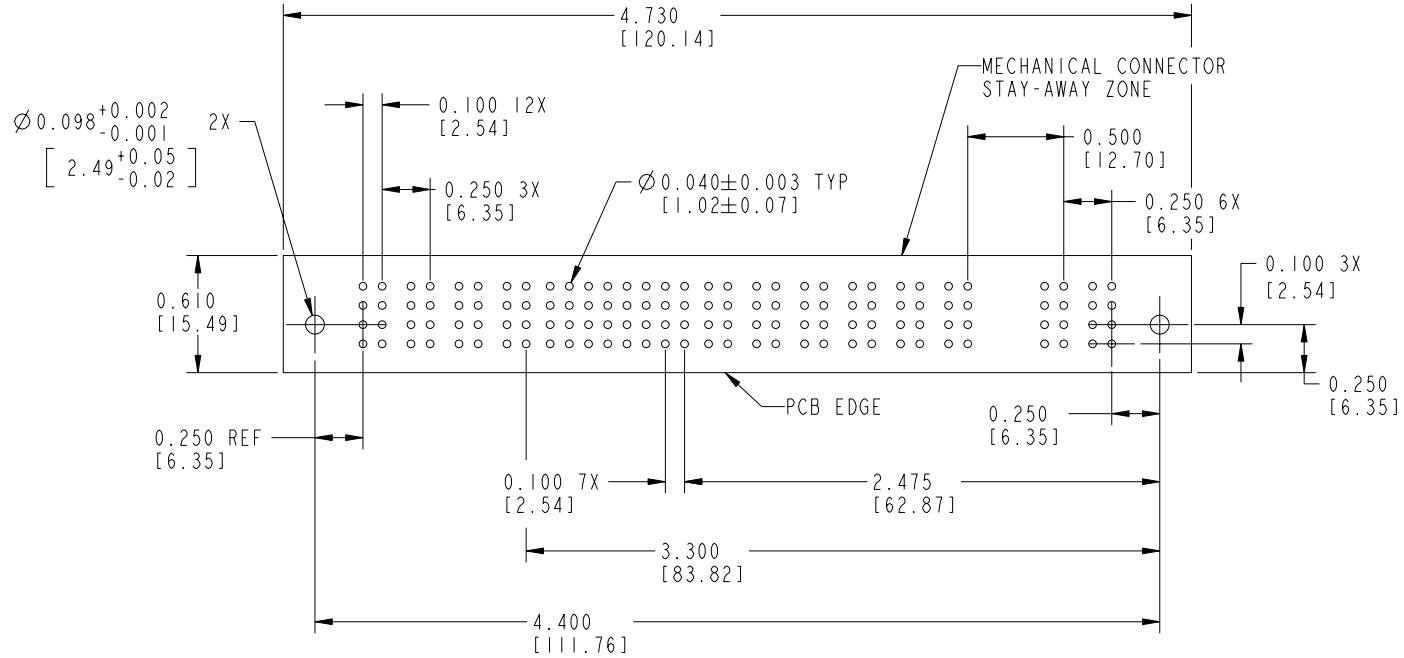 4.730
[120.14]
MECHANICAL CONNECTOR
STAY-AWAY ZONE
Ø0.098 +0.002
-0.001
2X
[ 2.49 +0.05
-0.02 ]
0.100 12X
[2.54]
0.500
[12.70]
0.250 3X
[6.35]
Ø0.040±0.003 TYP
[1.02±0.07]
0.250 6X
[6.35]
0.100 3X
[2.54]
0.610
[15.49]
0.250
[6.35]
PCB EDGE
0.250
[6.35]
0.250 REF
[6.35]
0.100 7X
[2.54]
2.475
[62.87]
3.300
[83.82]
4.400
[111.76]